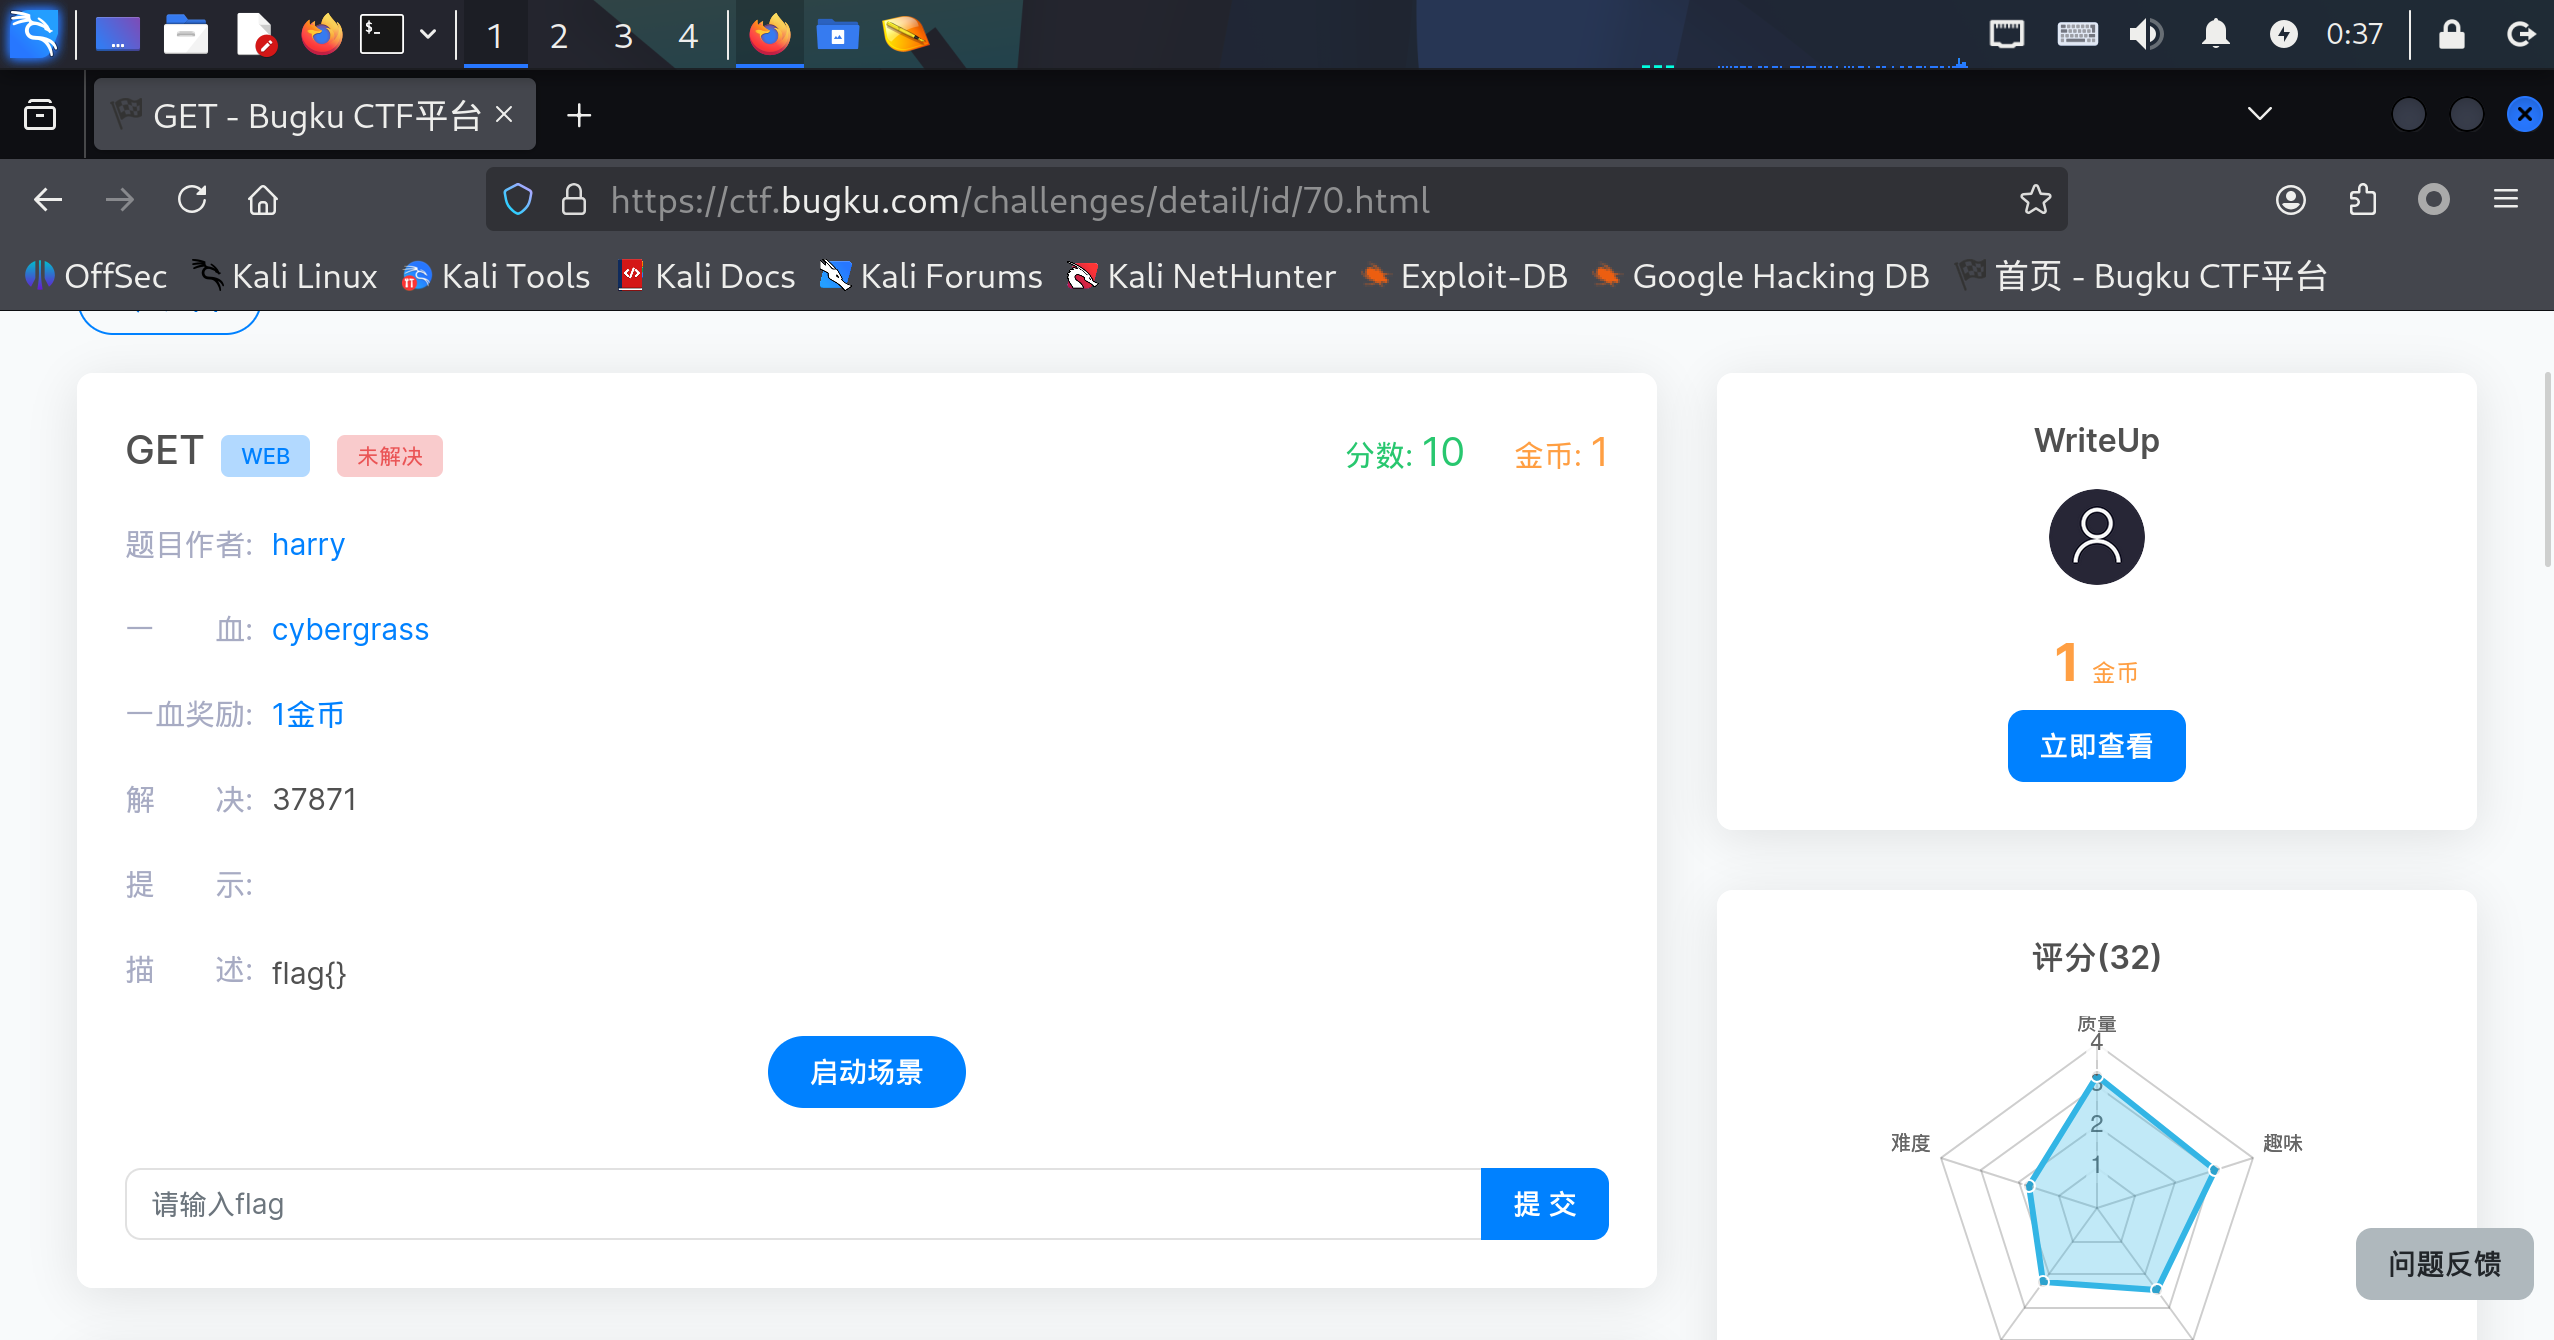 $-
1 2 3 4
0:37
GET - Bugku CTF平台
https://ctf.bugku.com/challenges/detail/id/70.html
OffSec Kali Linux Kali Tools Kali Docs Kali Forums Kali NetHunter Exploit-DB Google Hacking DB 首页 - Bugku CTF平台
GET WEB 未解决 分数: 10 金币: 1
题目作者: harry
一 血: cybergrass
一血奖励: 1金币
解 决: 37871
提 示:
描 述: flag{}
启动场景
请输入flag
提 交
WriteUp
1 金币
立即查看
评分(32)
质量
4
3
2
1
难度
趣味
问题反馈